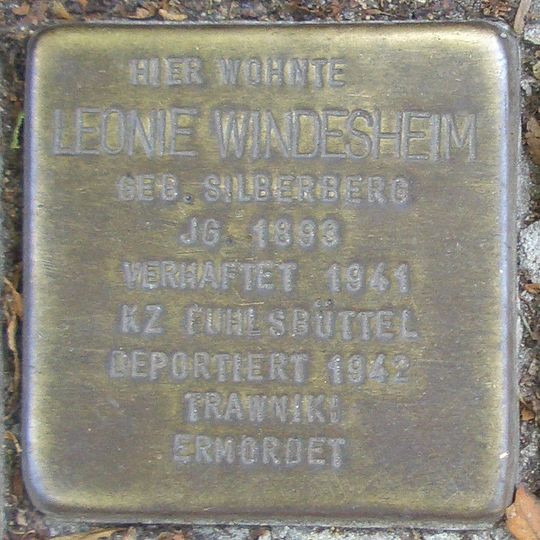 HIER WOHNTE
LEONIE WINDESHEIM
GEB. SILBERBERG
JG. 1893
VERHAFTET 1941
KZ FUHLSBÜTTEL
DEPORTIERT 1942
TRAWNIKI
ERMORDET